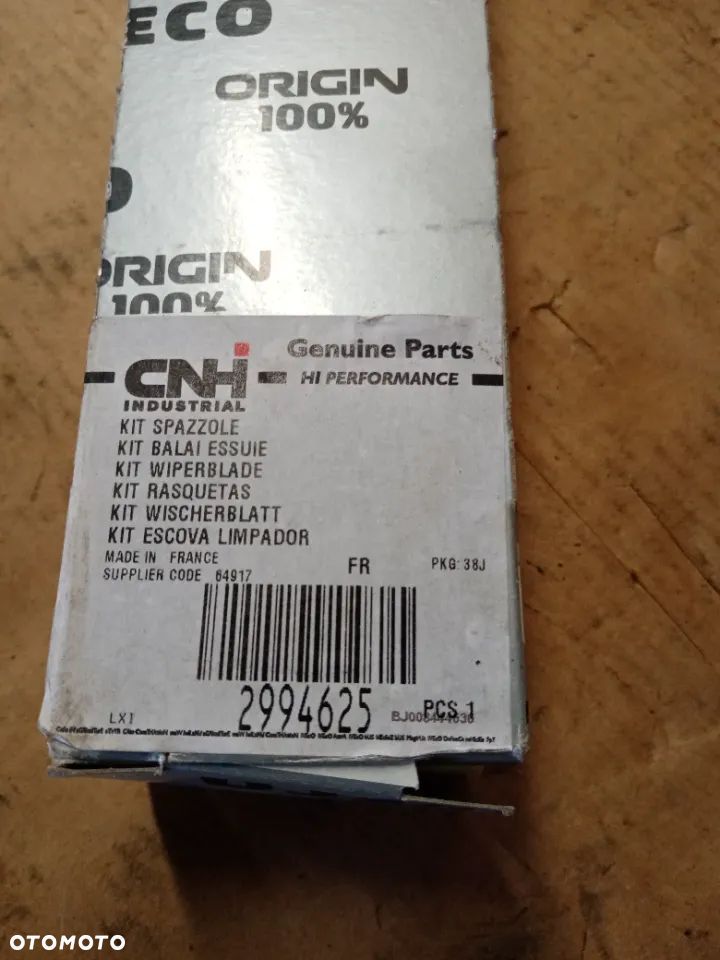 ECO
ORIGIN
100%
O
ORIGIN
100%
CNH
INDUSTRIAL
Genuine Parts
HI PERFORMANCE
KIT SPAZZOLE
KIT BALAI ESSUIE
KIT WIPERBLADE
KIT RASQUETAS
KIT WISCHERBLATT
KIT ESCOVA LIMPADOR
MADE IN FRANCE
SUPPLIER CODE 64917
FR
PKG: 38J
2994625
PCS 1
LX1
OTOMOTO